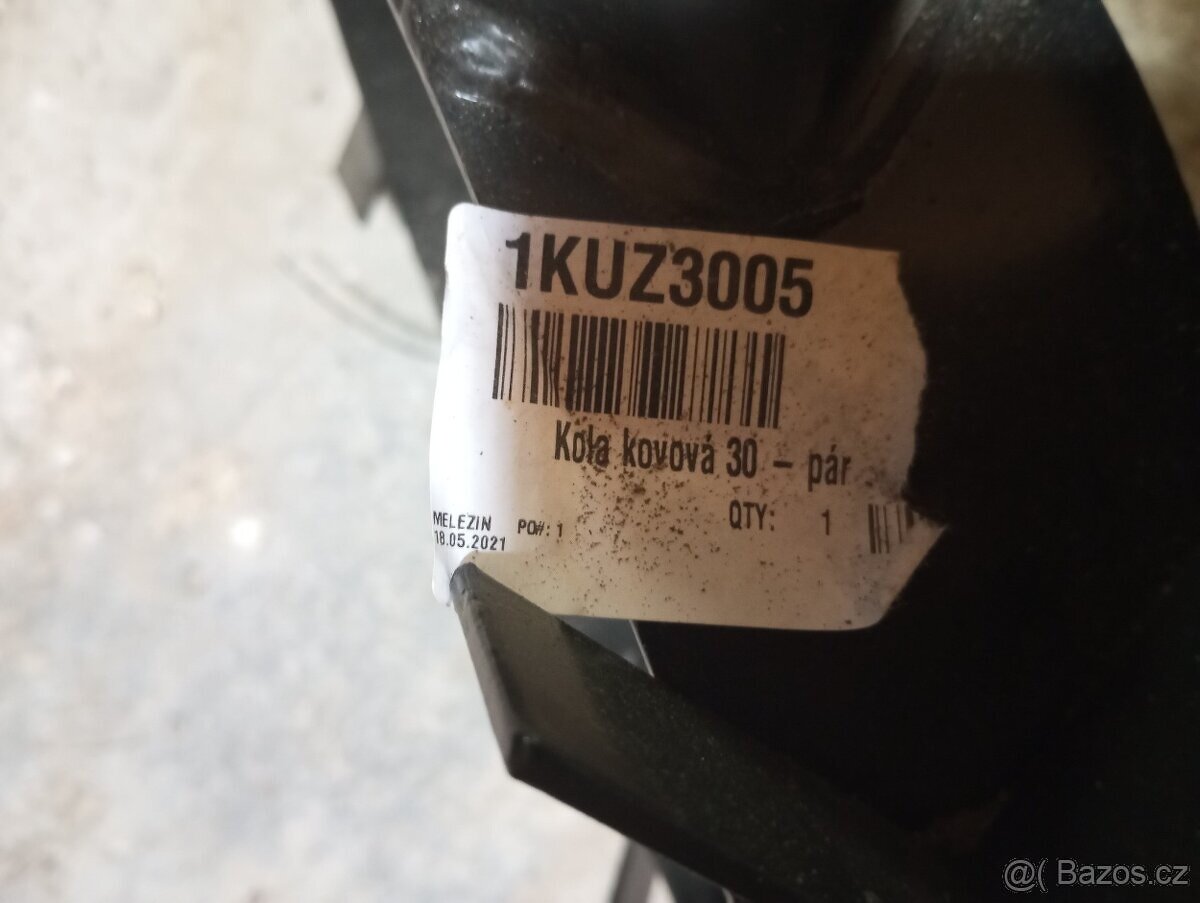 1KUZ3005
Kola kovová 30 – pár
MELEZIN PO#: 1 QTY: 1
18.05.2021
@( Bazos.cz